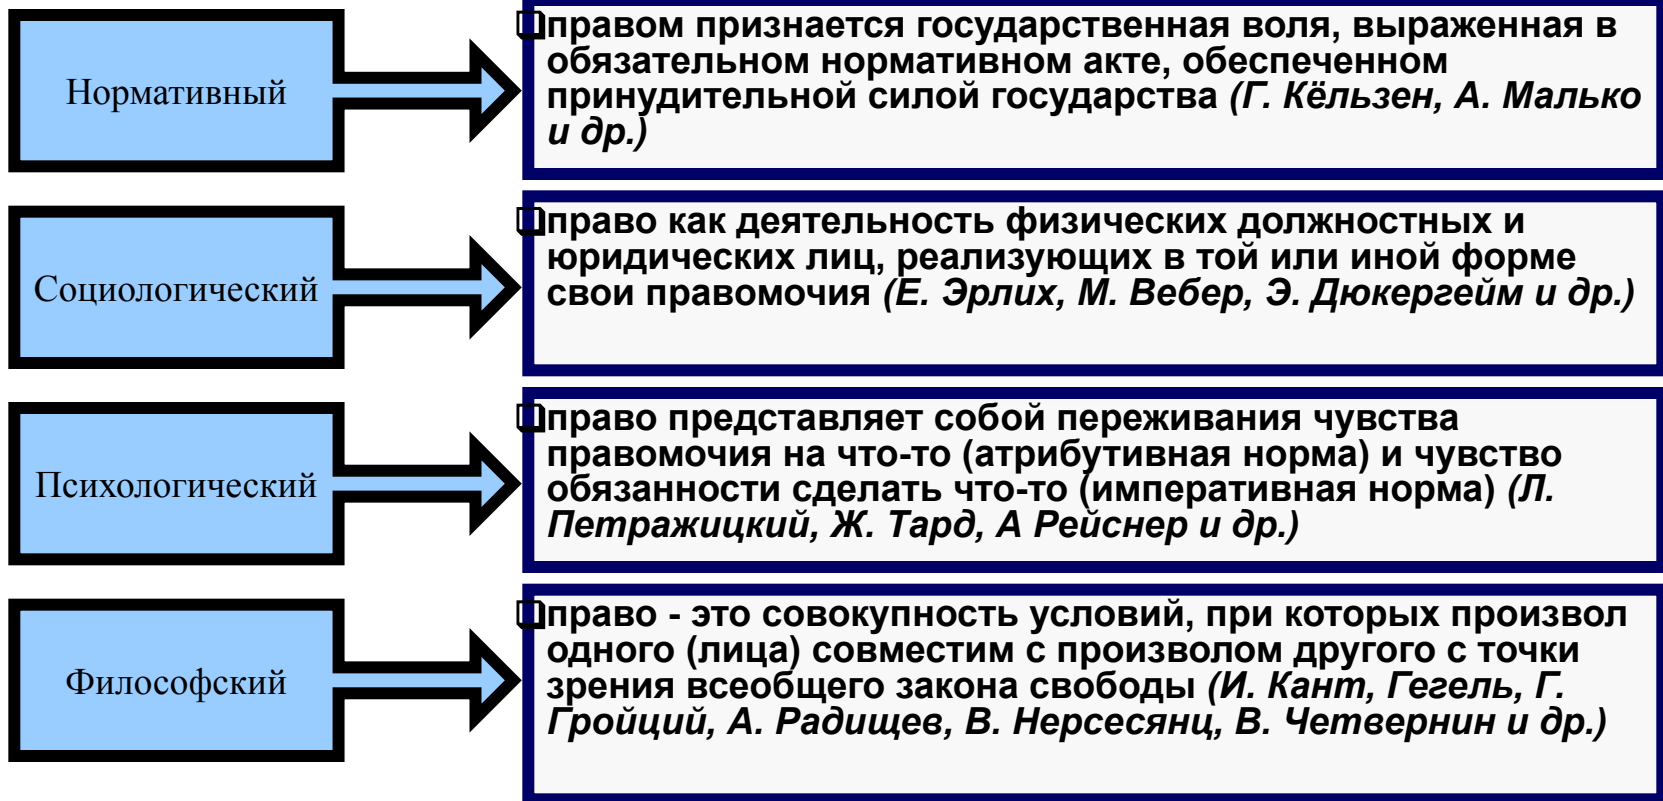 Нормативный
правом признается государственная воля, выраженная в
обязательном нормативном акте, обеспеченном
принудительной силой государства (Г. Кёльзен, А. Малько
и др.)
Социологический
право как деятельность физических должностных и
юридических лиц, реализующих в той или иной форме
свои правомочия (Е. Эрлих, М. Вебер, Э. Дюкергейм и др.)
Психологический
право представляет собой переживания чувства
правомочия на что-то (атрибутивная норма) и чувство
обязанности сделать что-то (императивная норма) (Л.
Петражицкий, Ж. Тард, А Рейснер и др.)
Философский
право - это совокупность условий, при которых произвол
одного (лица) совместим с произволом другого с точки
зрения всеобщего закона свободы (И. Кант, Гегель, Г.
Гройций, А. Радищев, В. Нерсесянц, В. Четвернин и др.)